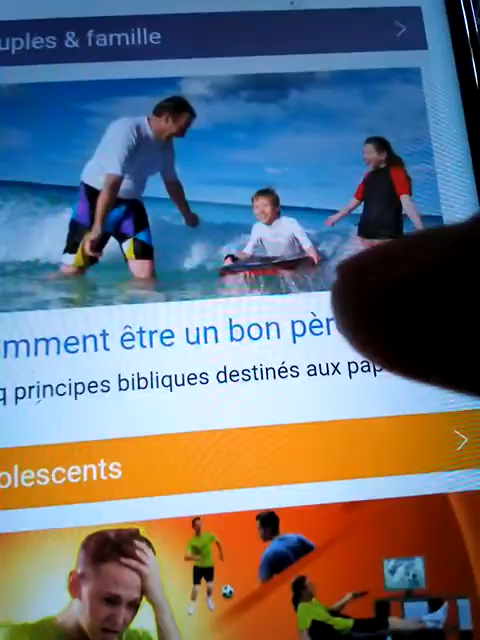 uples & famille
mment être un bon pèr
q principes bibliques destinés aux pap
olescents